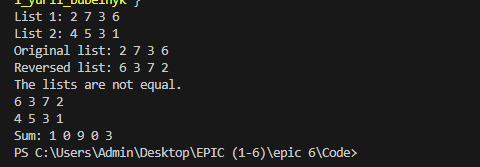 i_yurii_bubelnyk }
List 1: 2 7 3 6
List 2: 4 5 3 1
Original list: 2 7 3 6
Reversed list: 6 3 7 2
The lists are not equal.
6 3 7 2
4 5 3 1
Sum: 1 0 9 0 3
PS C:\Users\Admin\Desktop\EPIC (1-6)\epic 6\Code>